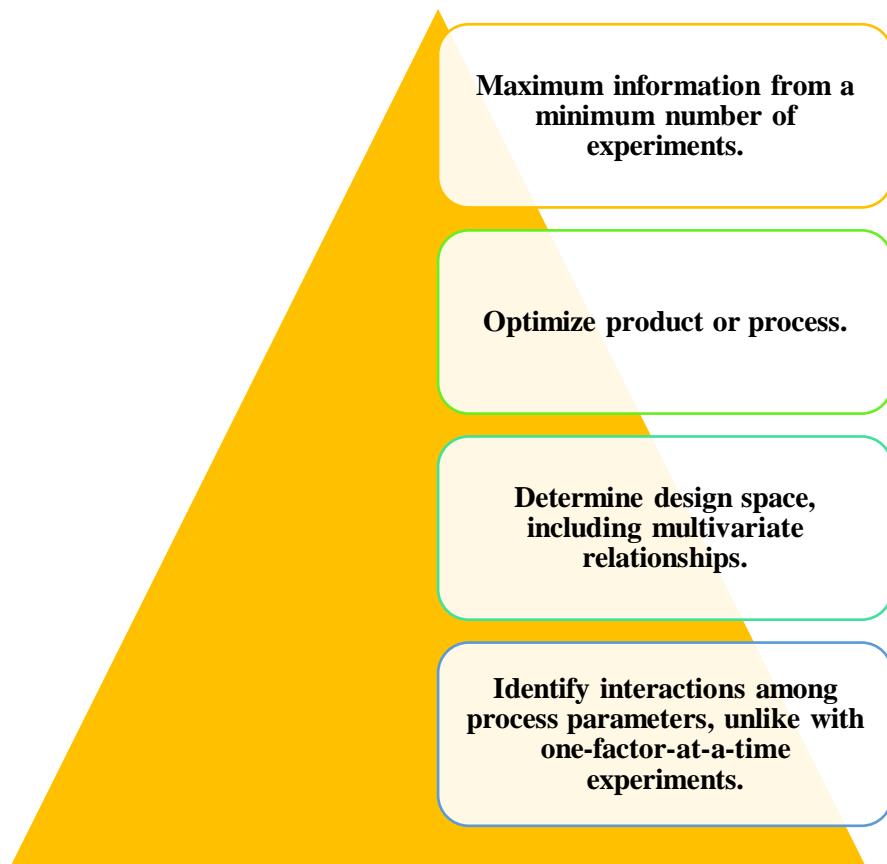 Maximum information from a
minimum number of
experiments.
Optimize product or process.
Determine design space,
including multivariate
relationships.
Identify interactions among
process parameters, unlike with
one-factor-at-a-time
experiments.